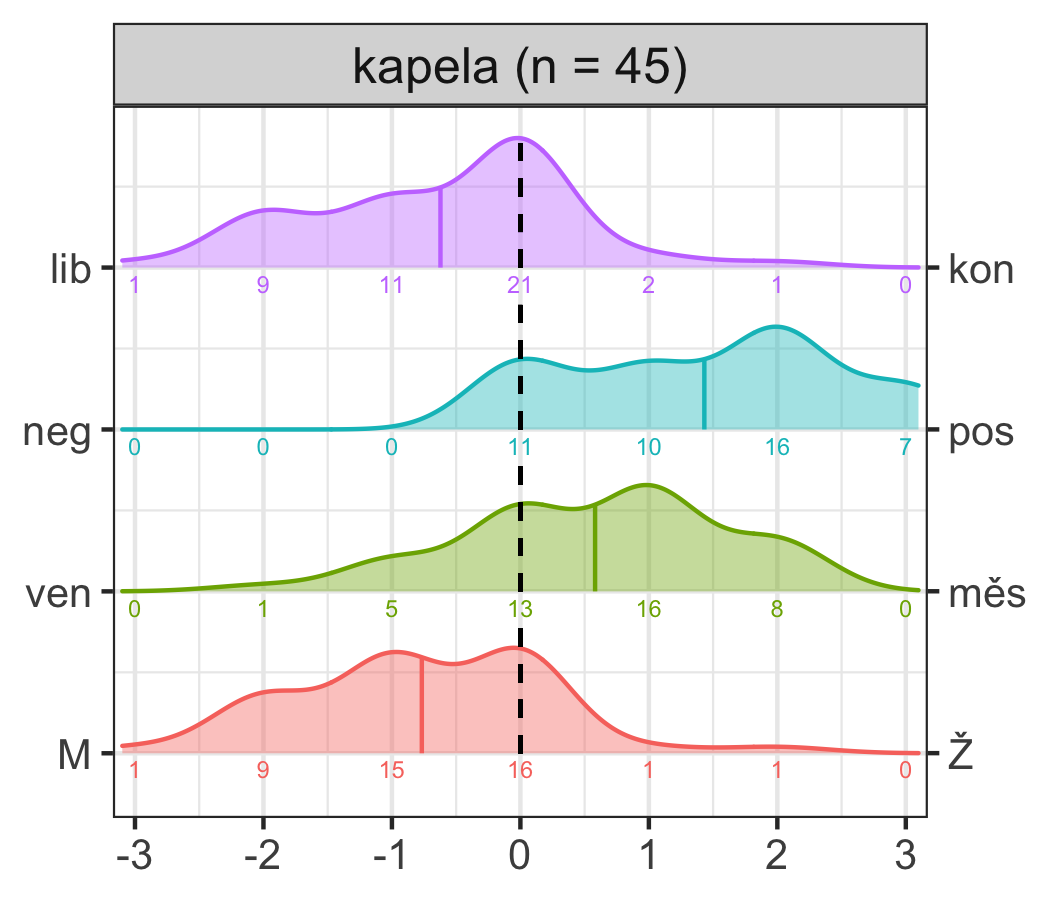 kapela (n = 45)
lib kon
1 9 11 21 2 1 0
neg pos
0 0 0 11 10 16 7
ven měs
0 1 5 13 16 8 0
M Ž
1 9 15 16 1 1 0
-3 -2 -1 0 1 2 3